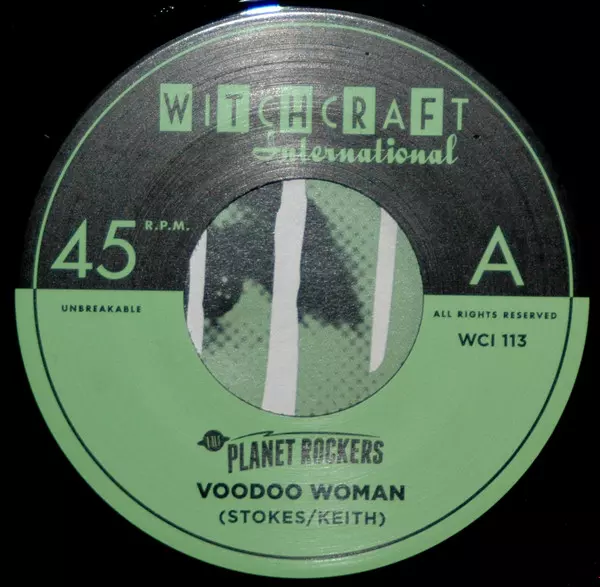 WITCHCRAFT
International
45 R.P.M.
A
UNBREAKABLE
ALL RIGHTS RESERVED
WCI 113
THE
PLANET ROCKERS
VOODOO WOMAN
(STOKES/KEITH)